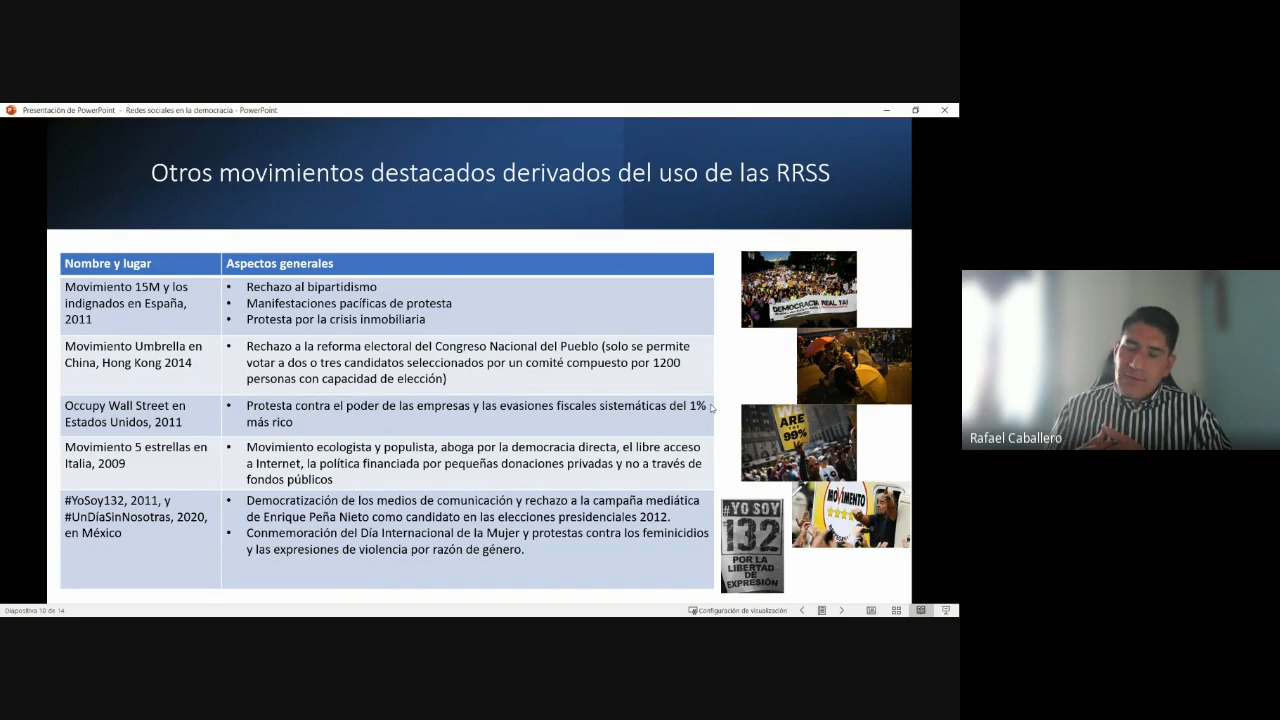 Presentación de PowerPoint - Redes sociales en la democracia - PowerPoint
Otros movimientos destacados derivados del uso de las RRSS
Nombre y lugar
Aspectos generales
Movimiento 15M y los
indignados en España,
2011
• Rechazo al bipartidismo
• Manifestaciones pacíficas de protesta
• Protesta por la crisis inmobiliaria
Movimiento Umbrella en
China, Hong Kong 2014
• Rechazo a la reforma electoral del Congreso Nacional del Pueblo (solo se permite
votar a dos o tres candidatos seleccionados por un comité compuesto por 1200
personas con capacidad de elección)
Occupy Wall Street en
Estados Unidos, 2011
• Protesta contra el poder de las empresas y las evasiones fiscales sistemáticas del 1%
más rico
Movimiento 5 estrellas en
Italia, 2009
• Movimiento ecologista y populista, aboga por la democracia directa, el libre acceso
a Internet, la política financiada por pequeñas donaciones privadas y no a través de
fondos públicos
#YoSoy132, 2011, y
#UnDíaSinNosotras, 2020,
en México
• Democratización de los medios de comunicación y rechazo a la campaña mediática
de Enrique Peña Nieto como candidato en las elecciones presidenciales 2012.
• Conmemoración del Día Internacional de la Mujer y protestas contra los feminicidios
y las expresiones de violencia por razón de género.
DEMOCRACIA REAL YA!
WE
ARE
THE
99%
MOVIMENTO
#YO SOY
132
POR LA
LIBERTAD
DE
EXPRESIÓN
Rafael Caballero
Diapositiva 10 de 14
Configuración de visualización